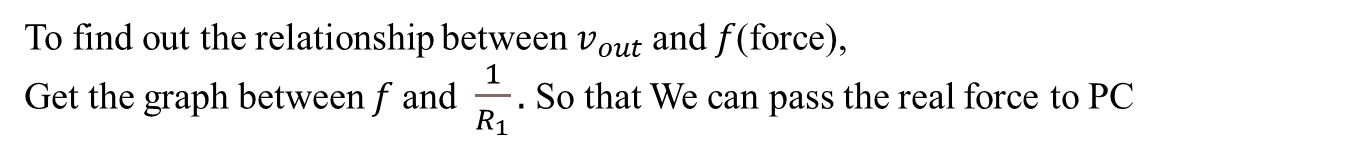 To find out the relationship between v_out and f(force),
Get the graph between f and 1/R₁. So that We can pass the real force to PC